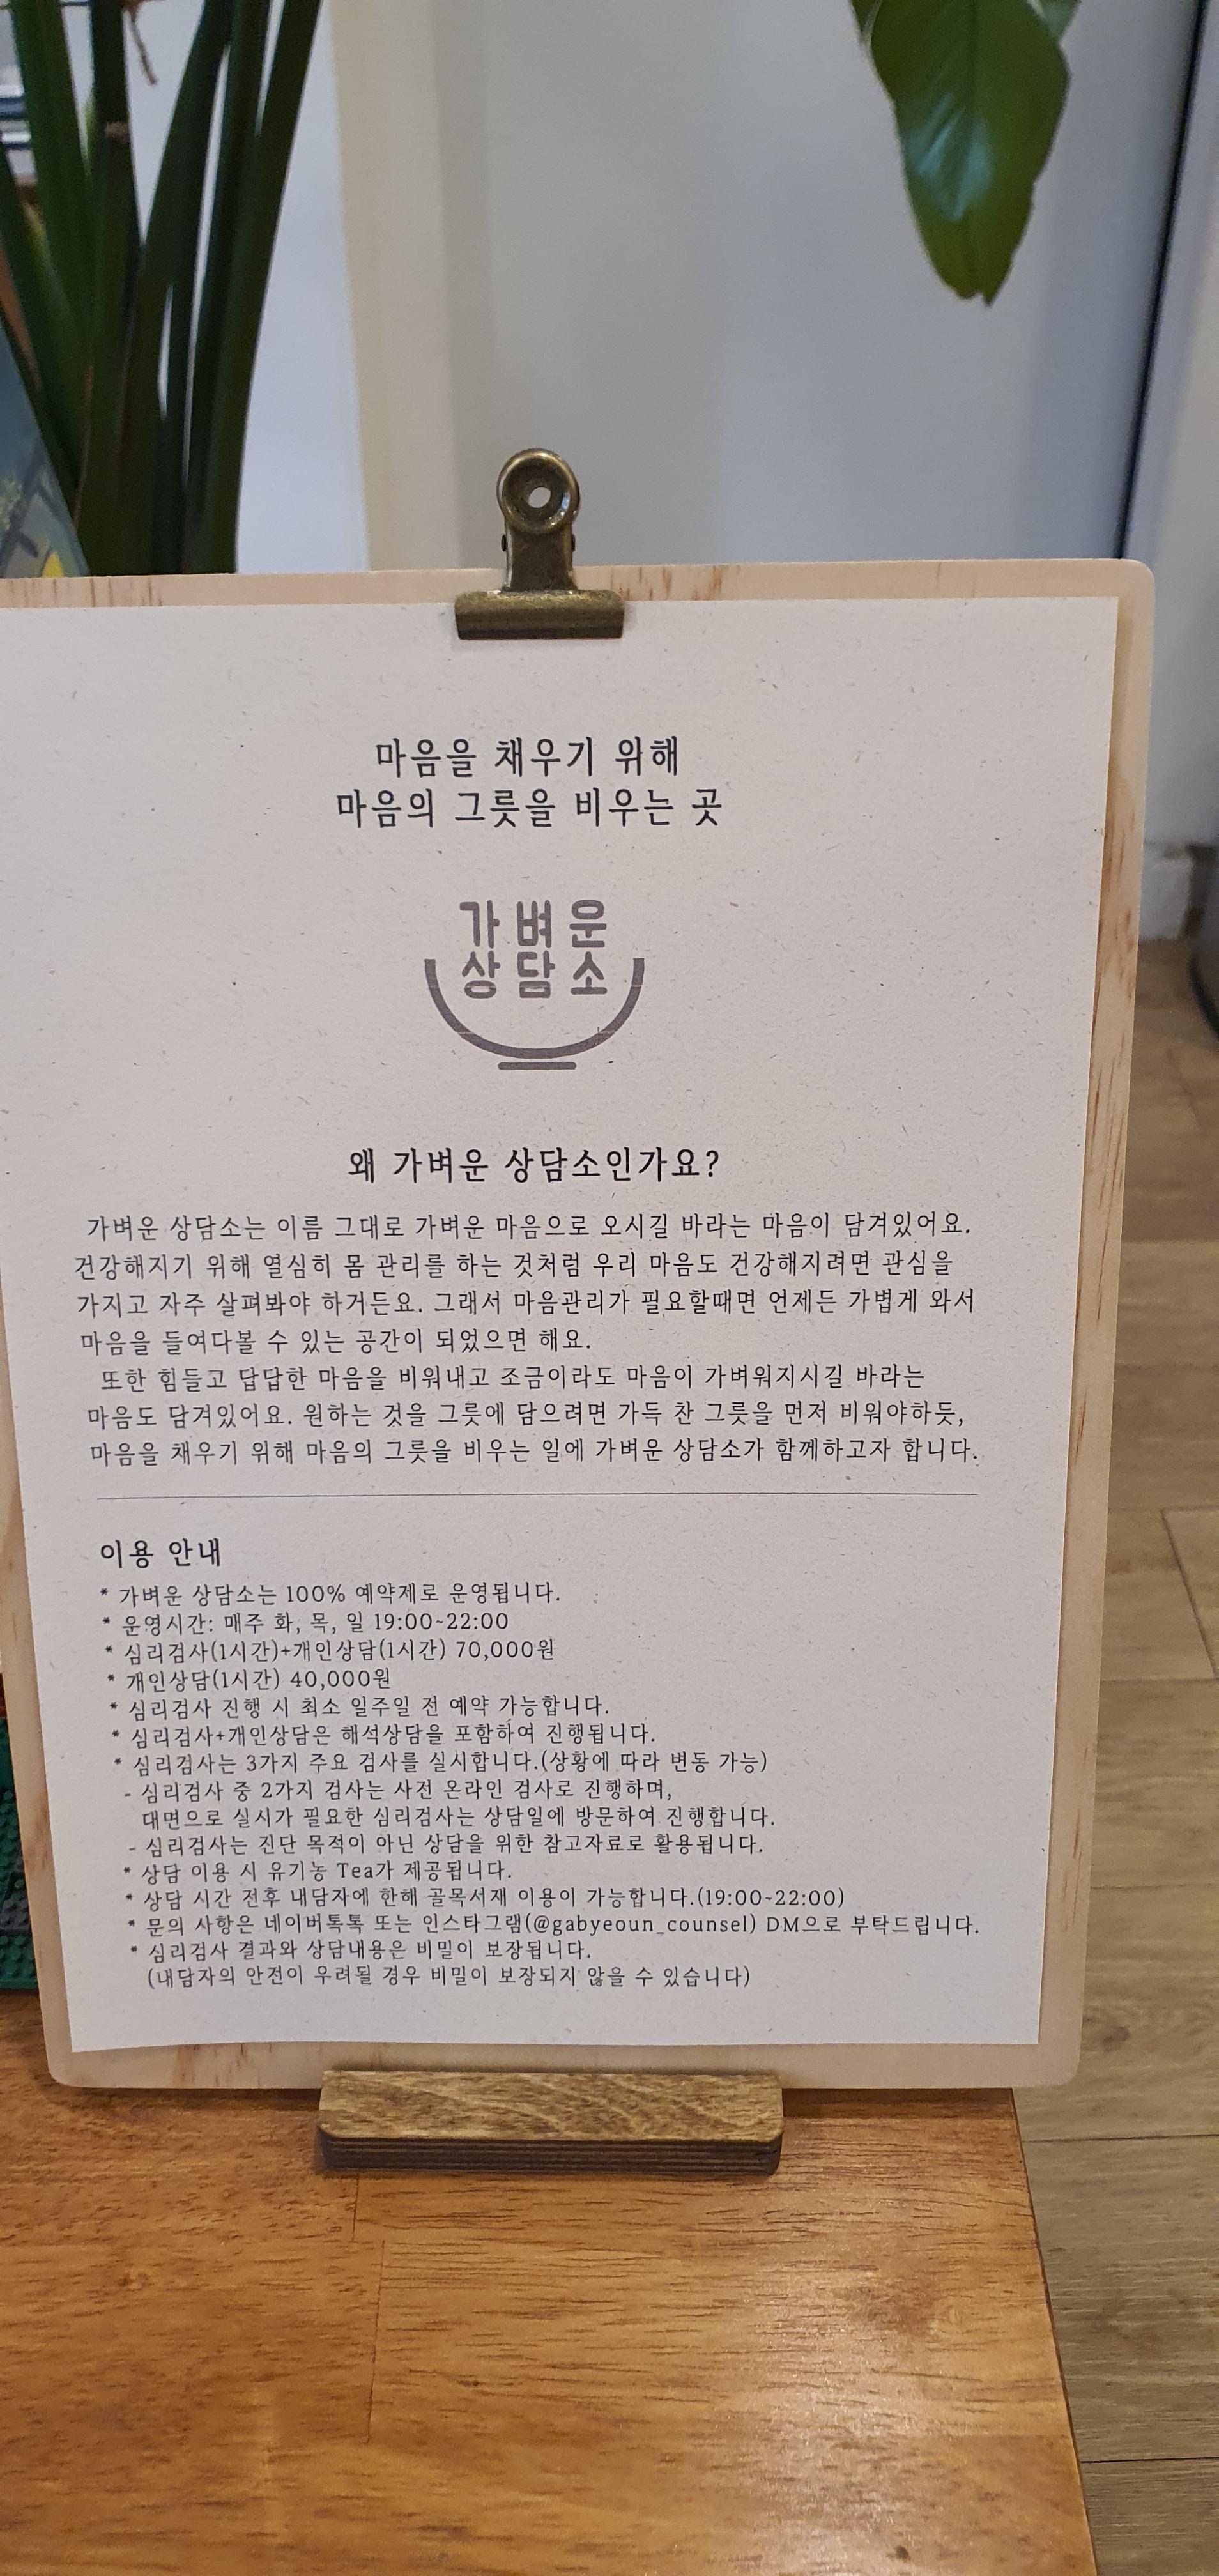 마음을 채우기 위해
마음의 그릇을 비우는 곳
가벼운
상담소
왜 가벼운 상담소인가요?
가벼운 상담소는 이름 그대로 가벼운 마음으로 오시길 바라는 마음이 담겨있어요.
건강해지기 위해 열심히 몸 관리를 하는 것처럼 우리 마음도 건강해지려면 관심을
가지고 자주 살펴봐야 하거든요. 그래서 마음관리가 필요할때면 언제든 가볍게 와서
마음을 들여다볼 수 있는 공간이 되었으면 해요.
또한 힘들고 답답한 마음을 비워내고 조금이라도 마음이 가벼워지시길 바라는
마음도 담겨있어요. 원하는 것을 그릇에 담으려면 가득 찬 그릇을 먼저 비워야하듯,
마음을 채우기 위해 마음의 그릇을 비우는 일에 가벼운 상담소가 함께하고자 합니다.
이용 안내
* 가벼운 상담소는 100% 예약제로 운영됩니다.
* 운영시간: 매주 화, 목, 일 19:00~22:00
* 심리검사(1시간)+개인상담(1시간) 70,000원
* 개인상담(1시간) 40,000원
* 심리검사 진행 시 최소 일주일 전 예약 가능합니다.
* 심리검사+개인상담은 해석상담을 포함하여 진행됩니다.
* 심리검사는 3가지 주요 검사를 실시합니다.(상황에 따라 변동 가능)
- 심리검사 중 2가지 검사는 사전 온라인 검사로 진행하며,
대면으로 실시가 필요한 심리검사는 상담일에 방문하여 진행합니다.
- 심리검사는 진단 목적이 아닌 상담을 위한 참고자료로 활용됩니다.
* 상담 이용 시 유기농 Tea가 제공됩니다.
* 상담 시간 전후 내담자에 한해 골목서재 이용이 가능합니다.(19:00~22:00)
* 문의 사항은 네이버톡톡 또는 인스타그램(@gabyeoun_counsel) DM으로 부탁드립니다.
* 심리검사 결과와 상담내용은 비밀이 보장됩니다.
(내담자의 안전이 우려될 경우 비밀이 보장되지 않을 수 있습니다)